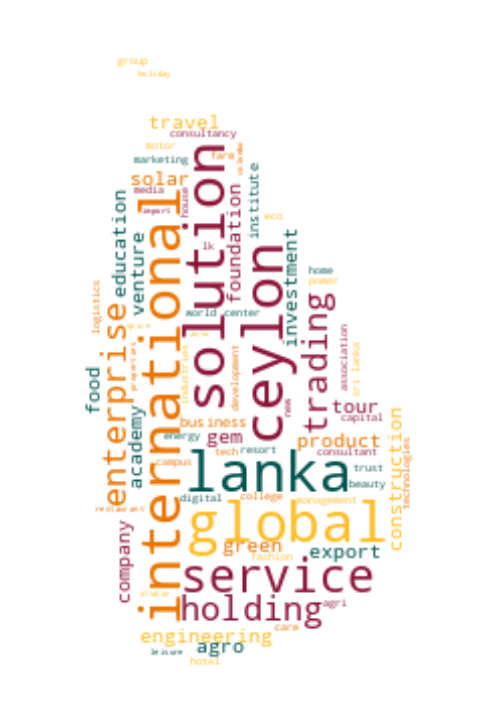 group
holiday
travel
consultancy
motor
marketing
farm
solar
media
import
house
solution
international
lk
foundation
institute
eco
education
venture
investment
home
power
logistics
world
center
ceylon
enterprise
trading
association
sri lanka
industries
development
properties
food
academy
new
tour
capital
business
energy
gem
product
construction
technologies
tech
resort
consultant
campus
lanka
trust
beauty
digital
college
management
restaurant
global
company
green
fashion
export
service
holding
agri
care
engineering
agro
leisure
hotel